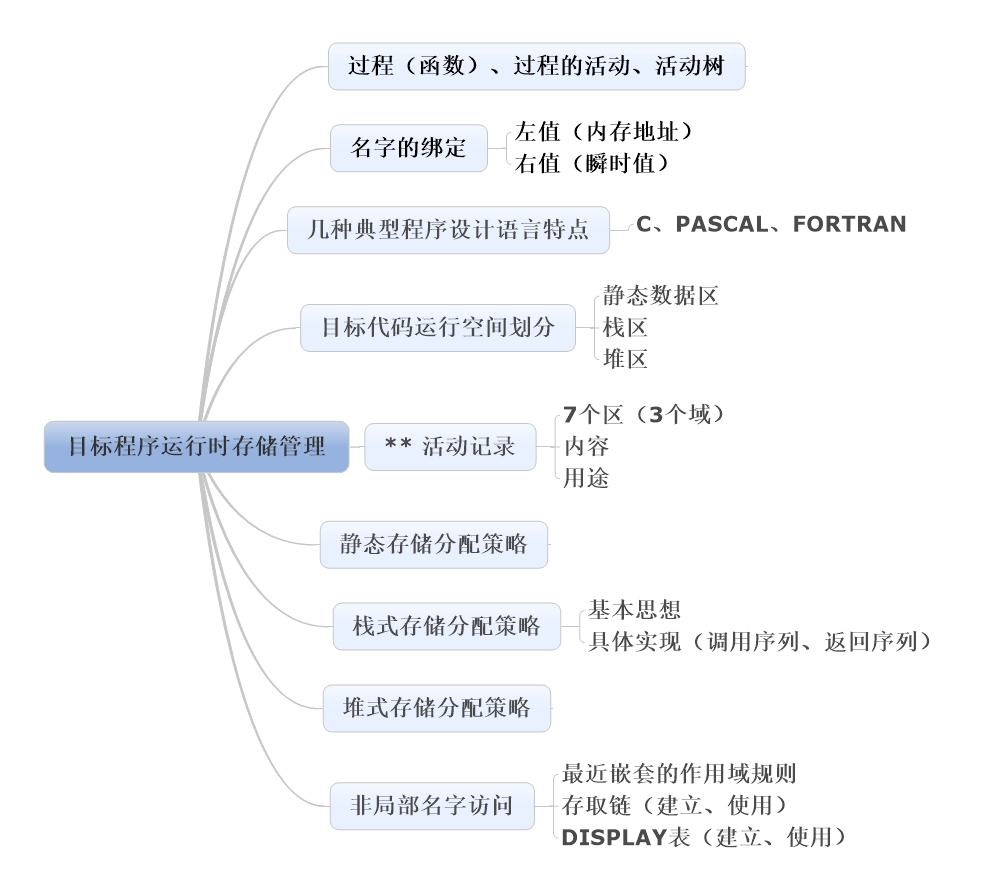 过程（函数）、过程的活动、活动树
名字的绑定
左值（内存地址）
右值（瞬时值）
几种典型程序设计语言特点
C、PASCAL、FORTRAN
目标代码运行空间划分
静态数据区
栈区
堆区
目标程序运行时存储管理
** 活动记录
7个区（3个域）
内容
用途
静态存储分配策略
栈式存储分配策略
基本思想
具体实现（调用序列、返回序列）
堆式存储分配策略
非局部名字访问
最近嵌套的作用域规则
存取链（建立、使用）
DISPLAY表（建立、使用）